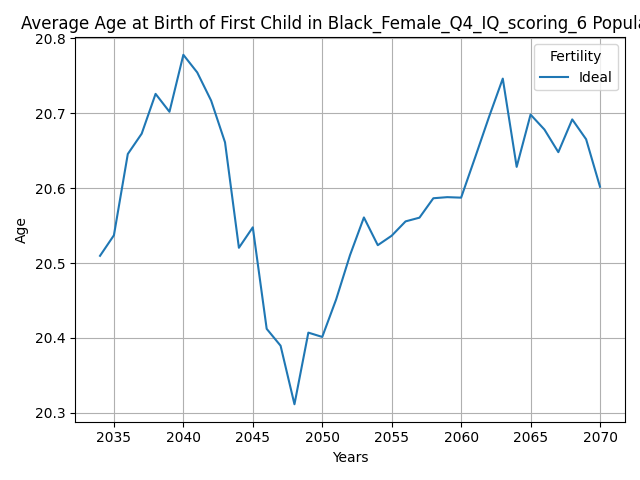 Average Age at Birth of First Child in Black_Female_Q4_IQ_scoring_6 Popula
20.8
20.7
20.6
20.5
20.4
20.3
Age
Fertility
Ideal
2035 2040 2045 2050 2055 2060 2065 2070
Years